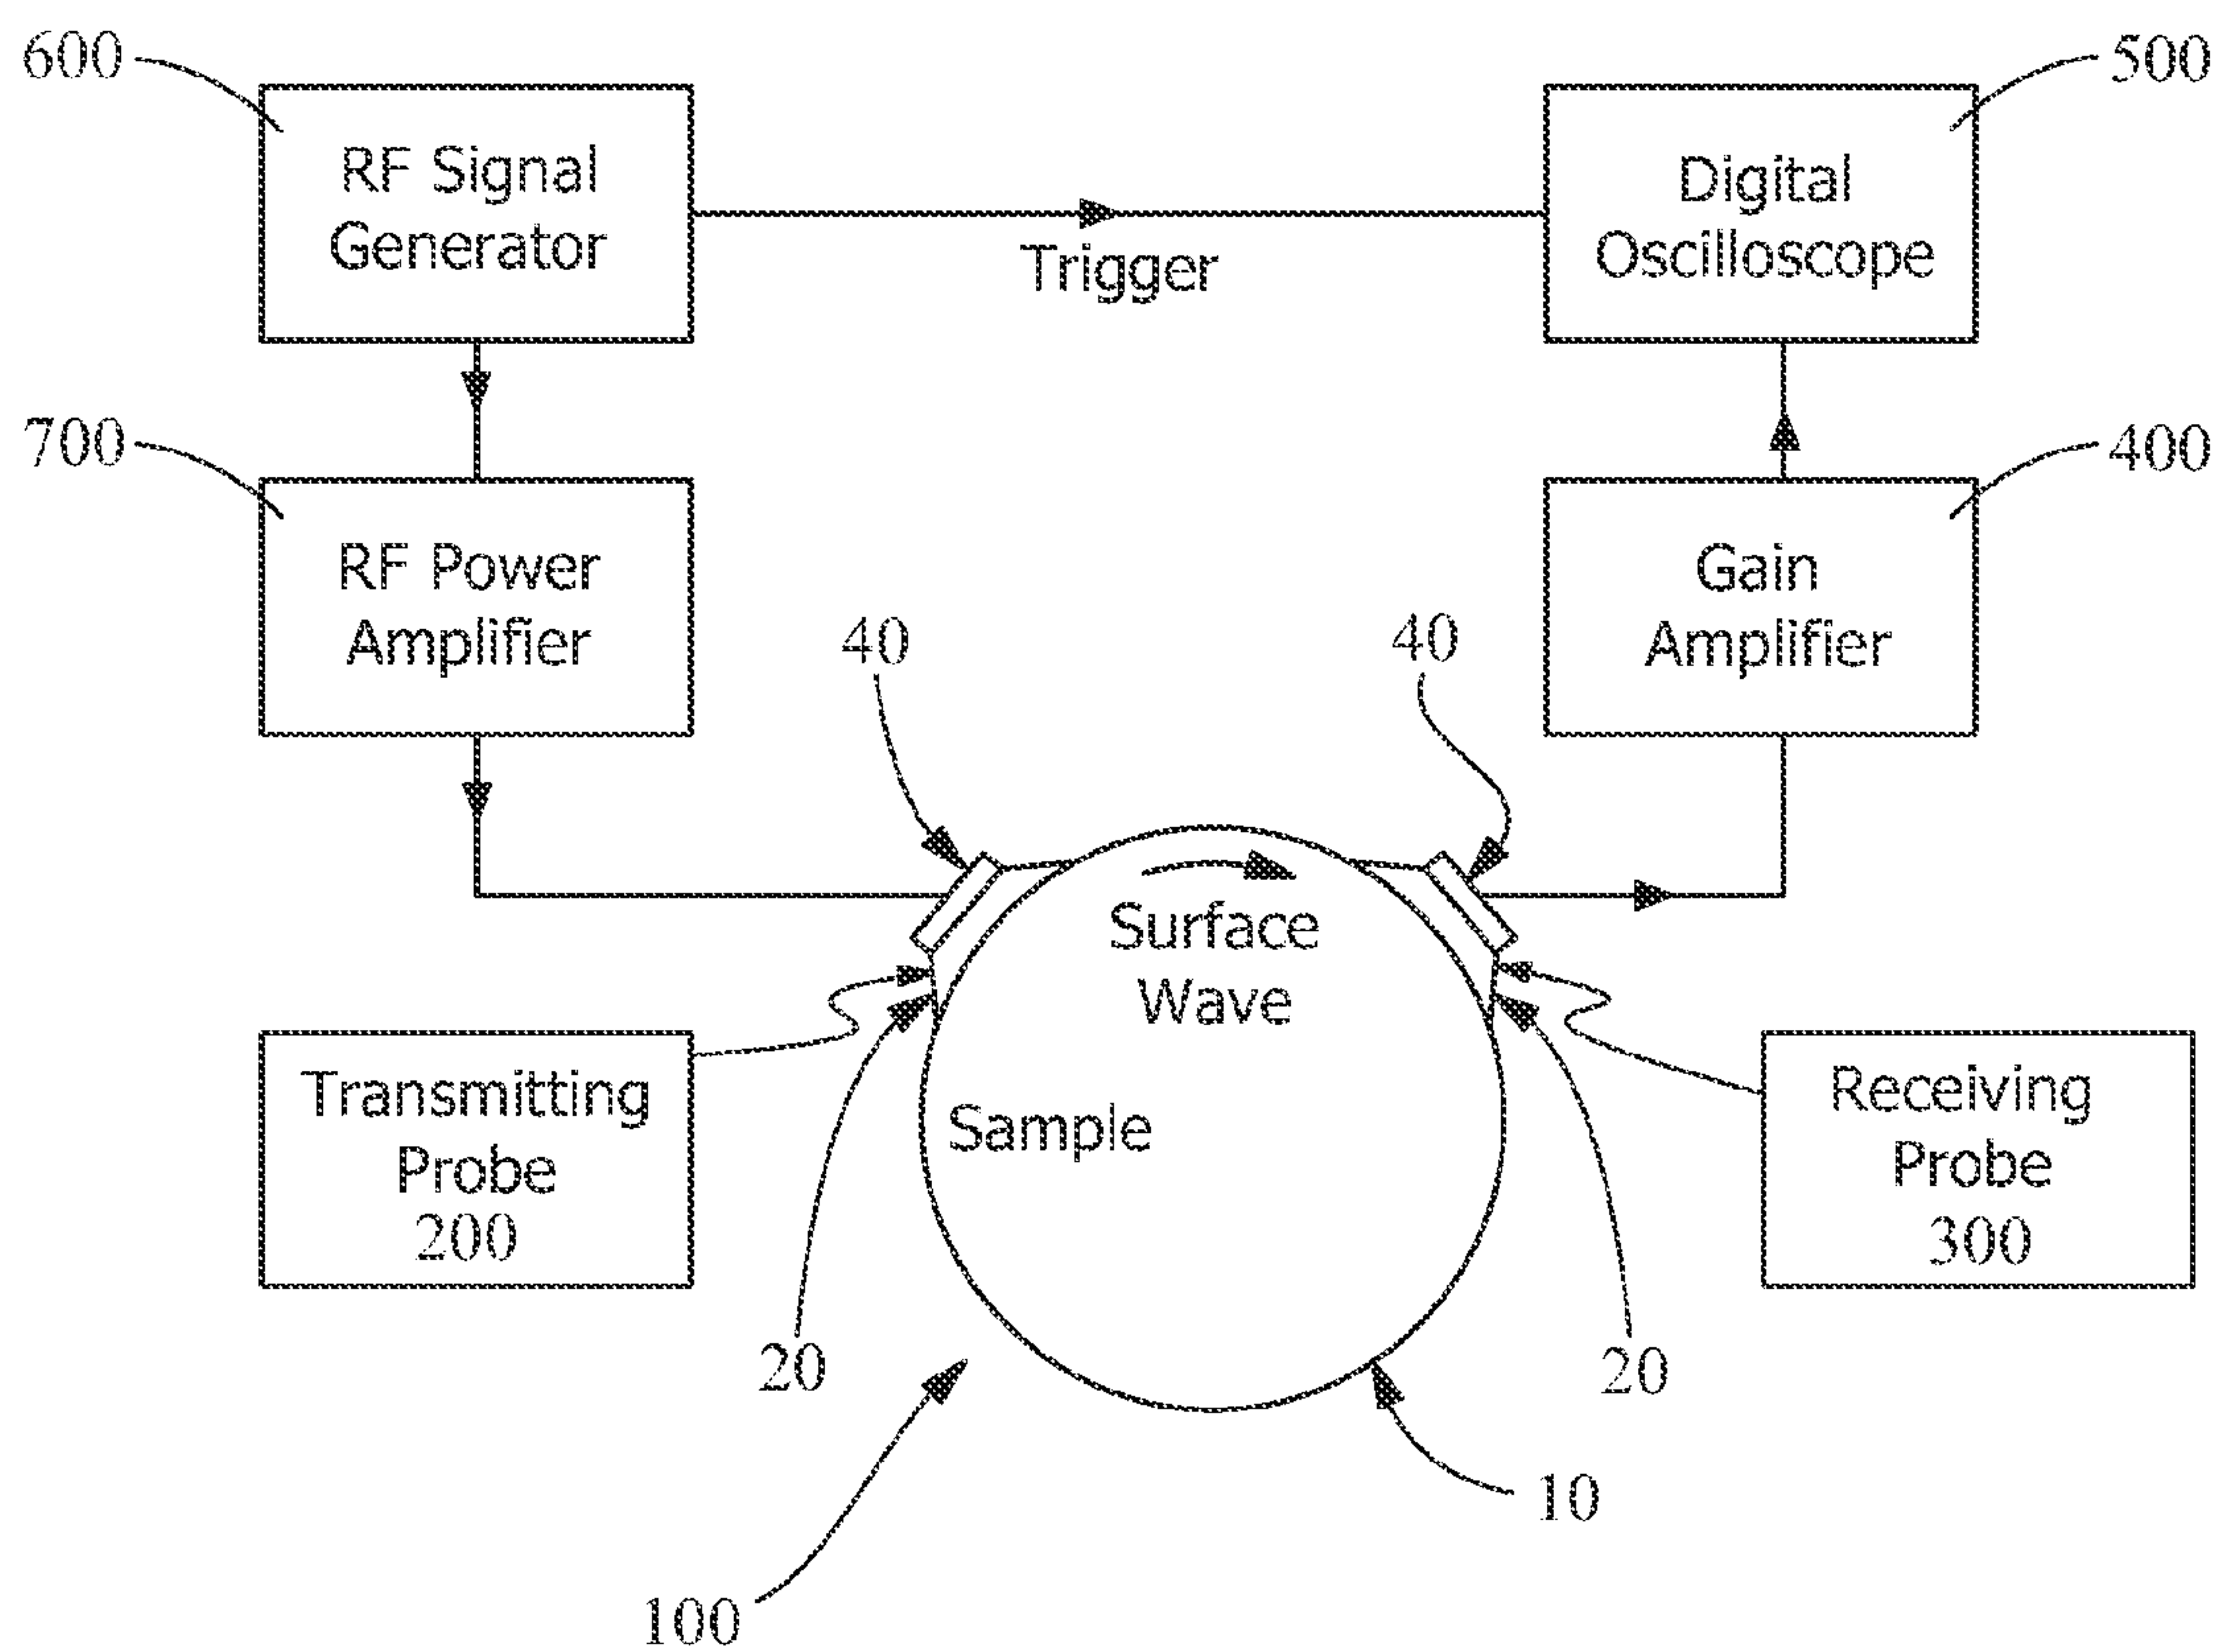 600
500
RF Signal
Generator
Digital
Oscilloscope
Trigger
700
400
RF Power
Amplifier
Gain
Amplifier
40
40
Surface
Wave
Sample
Transmitting
Probe
200
Receiving
Probe
300
20
20
10
100